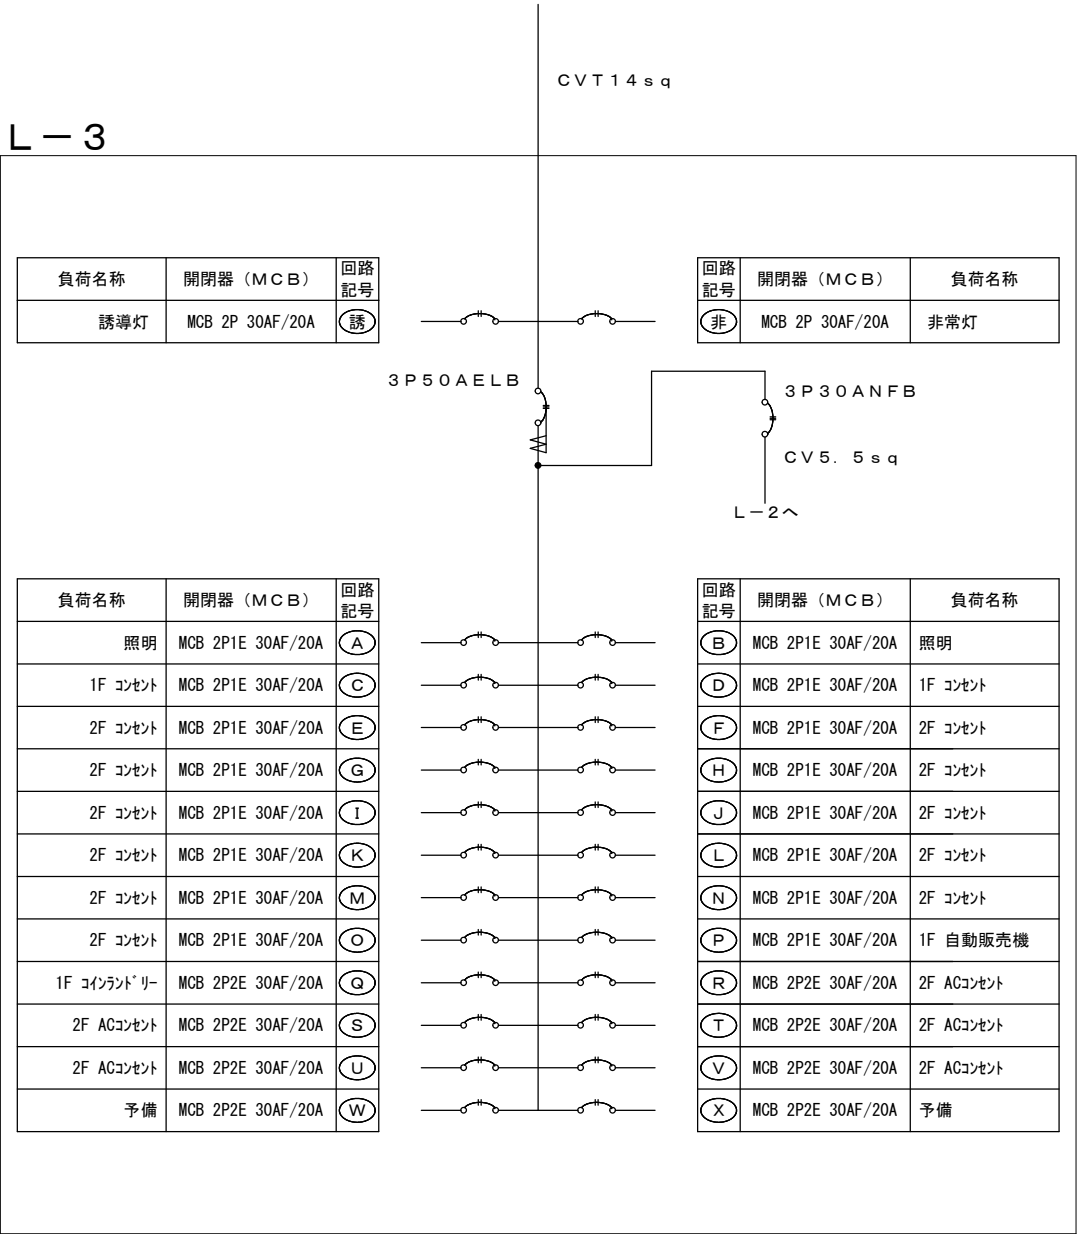 CVT14sq
L-3
負荷名称 開閉器(MCB) 回路記号
誘導灯 MCB 2P 30AF/20A 誘
回路記号 開閉器(MCB) 負荷名称
非 MCB 2P 30AF/20A 非常灯
3P50AELB
3P30ANFB
CV5.5sq
L-2へ
負荷名称 開閉器(MCB) 回路記号
照明 MCB 2P1E 30AF/20A A
1F コンセント MCB 2P1E 30AF/20A C
2F コンセント MCB 2P1E 30AF/20A E
2F コンセント MCB 2P1E 30AF/20A G
2F コンセント MCB 2P1E 30AF/20A I
2F コンセント MCB 2P1E 30AF/20A K
2F コンセント MCB 2P1E 30AF/20A M
2F コンセント MCB 2P1E 30AF/20A O
1F コインランドリー MCB 2P2E 30AF/20A Q
2F ACコンセント MCB 2P2E 30AF/20A S
2F ACコンセント MCB 2P2E 30AF/20A U
予備 MCB 2P2E 30AF/20A W
回路記号 開閉器(MCB) 負荷名称
B MCB 2P1E 30AF/20A 照明
D MCB 2P1E 30AF/20A 1F コンセント
F MCB 2P1E 30AF/20A 2F コンセント
H MCB 2P1E 30AF/20A 2F コンセント
J MCB 2P1E 30AF/20A 2F コンセント
L MCB 2P1E 30AF/20A 2F コンセント
N MCB 2P1E 30AF/20A 2F コンセント
P MCB 2P1E 30AF/20A 1F 自動販売機
R MCB 2P2E 30AF/20A 2F ACコンセント
T MCB 2P2E 30AF/20A 2F ACコンセント
V MCB 2P2E 30AF/20A 2F ACコンセント
X MCB 2P2E 30AF/20A 予備